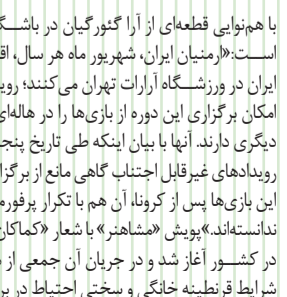 با هم‌نوایی قطعه‌ای از آرا گئورگیان در باشگ
است:«ارمنیان ایران، شهریور ماه هر سال، اق
ایران در ورزشگاه آرارات تهران می‌کنند؛ روی
امکان برگزاری این دوره از بازی‌ها را در هاله‌ای
دیگری دارند. آنها با بیان اینکه طی تاریخ پنج
رویدادهای غیرقابل اجتناب گاهی مانع از برگز
این بازی‌ها پس از کرونا، آن هم با تکرار پرفور
ندانسته‌اند.»پویش «مشاهنر» با شعار «کماکان
در کشور آغاز شد و در جریان آن جمعی از
شرایط قرنطینه خانگی و سختی احتیاط در بر